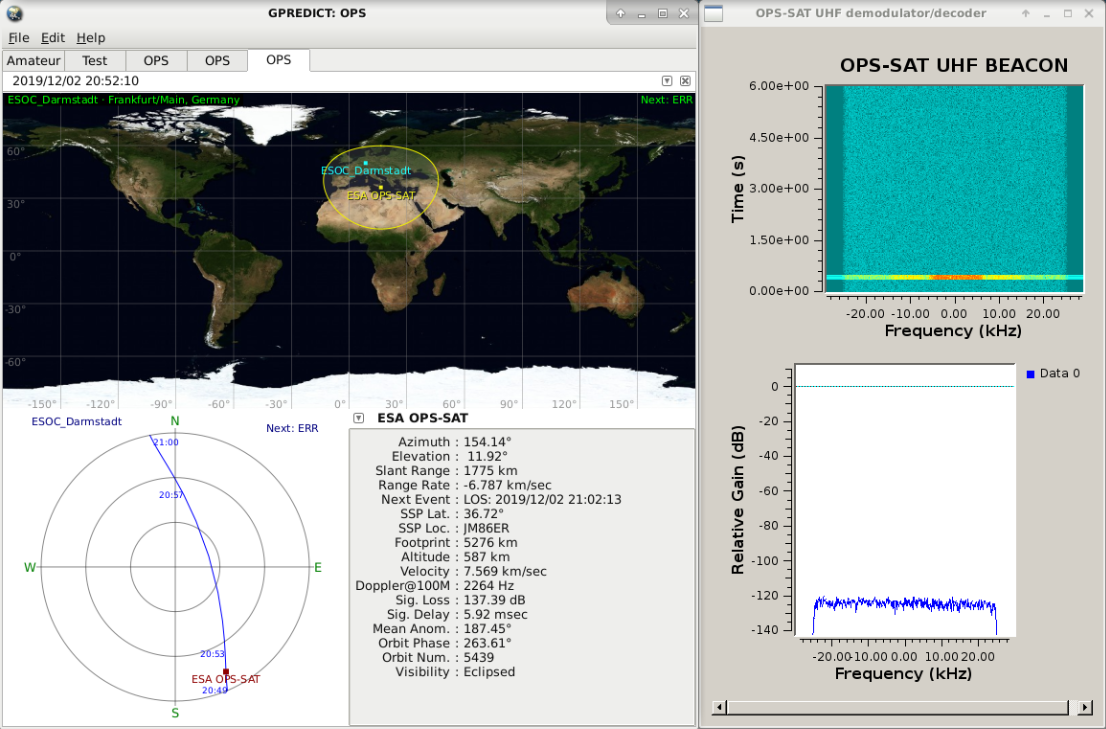 GPREDICT: OPS
File Edit Help
Amateur Test OPS OPS OPS
2019/12/02 20:52:10
ESOC_Darmstadt · Frankfurt/Main, Germany
Next: ERR
60°
30°
0°
-30°
-60°
ESOC_Darmstadt
ESA OPS-SAT
-150° -120° -90° -60° -30° 0° 30° 60° 90° 120° 150°
ESOC_Darmstadt
Next: ERR
N
21:00
20:57
W
E
20:53
ESA OPS-SAT
20:49
S
ESA OPS-SAT
Azimuth : 154.14°
Elevation : 11.92°
Slant Range : 1775 km
Range Rate : -6.787 km/sec
Next Event : LOS: 2019/12/02 21:02:13
SSP Lat. : 36.72°
SSP Loc. : JM86ER
Footprint : 5276 km
Altitude : 587 km
Velocity : 7.569 km/sec
Doppler@100M : 2264 Hz
Sig. Loss : 137.39 dB
Sig. Delay : 5.92 msec
Mean Anom. : 187.45°
Orbit Phase : 263.61°
Orbit Num. : 5439
Visibility : Eclipsed
OPS-SAT UHF demodulator/decoder
OPS-SAT UHF BEACON
Time (s)
6.00e+00
4.50e+00
3.00e+00
1.50e+00
0.00e+00
-20.00 -10.00 0.00 10.00 20.00
Frequency (kHz)
Relative Gain (dB)
0
-20
-40
-60
-80
-100
-120
-140
-20.00 -10.00 0.00 10.00 20.00
Frequency (kHz)
Data 0